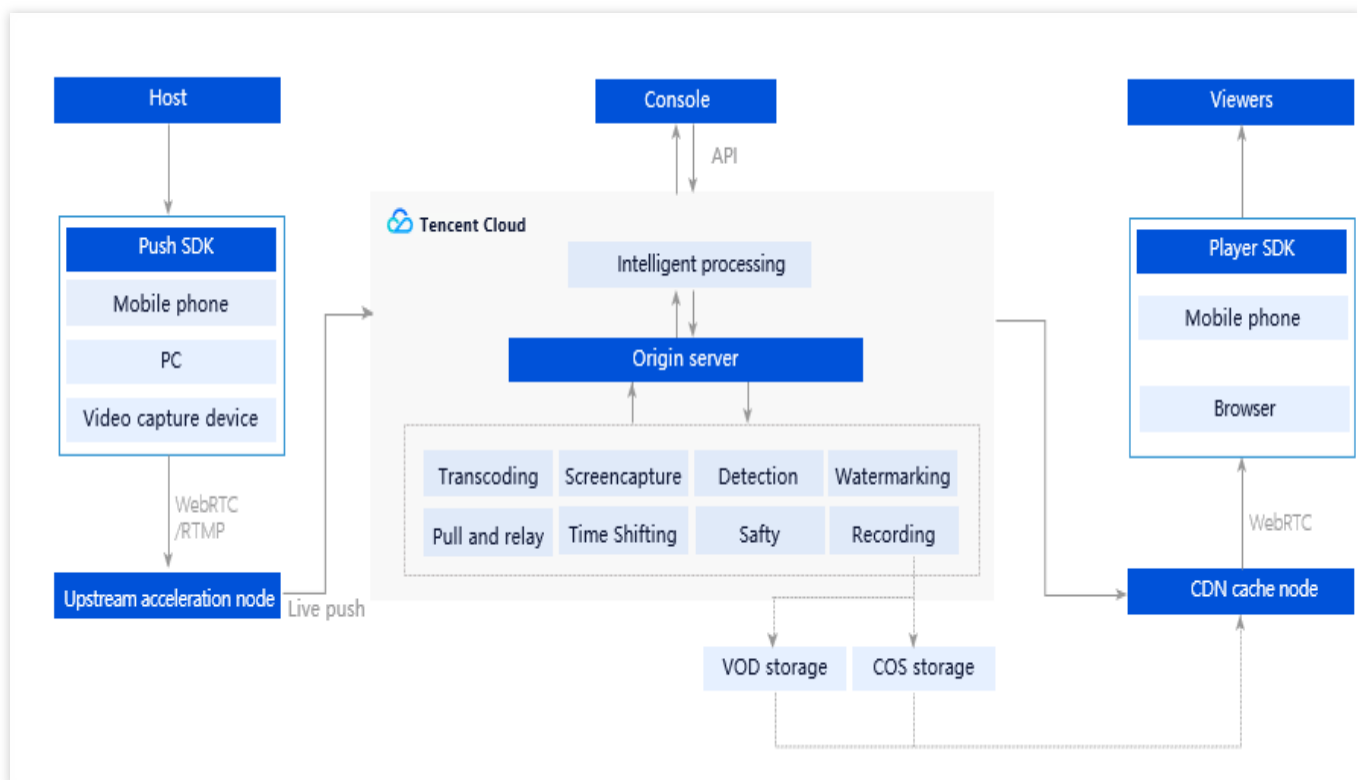 Host
Console
Viewers
API
Tencent Cloud
Push SDK
Mobile phone
PC
Video capture device
Intelligent processing
Origin server
Player SDK
Mobile phone
Browser
Transcoding
Screencapture
Detection
Watermarking
Pull and relay
Time Shifting
Safty
Recording
WebRTC
/RTMP
WebRTC
Upstream acceleration node
Live push
CDN cache node
VOD storage
COS storage